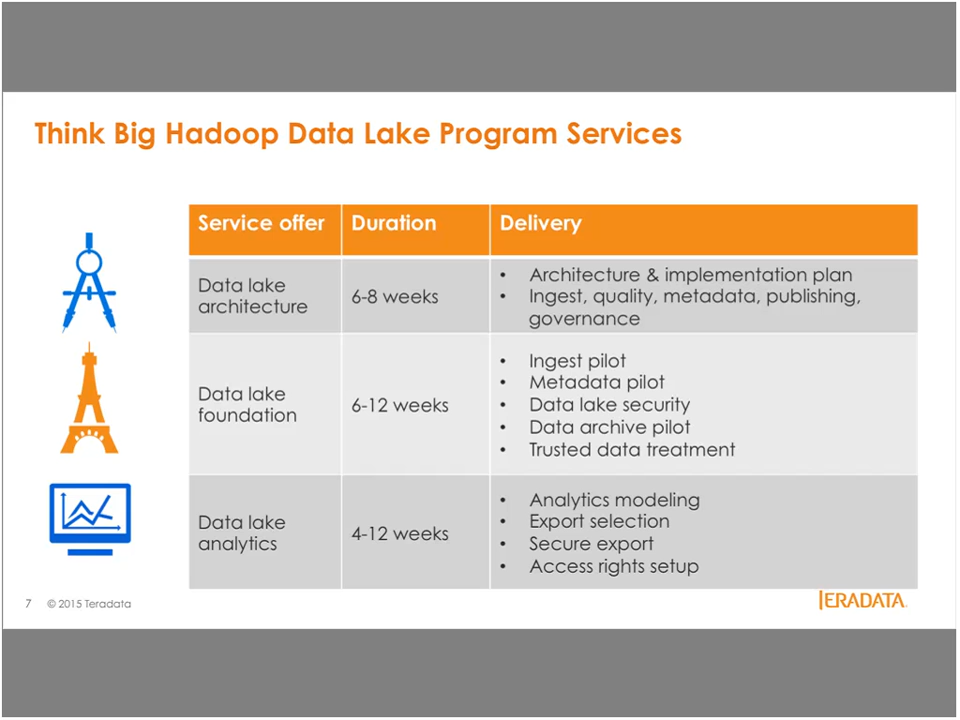 Think Big Hadoop Data Lake Program Services
Service offer Duration Delivery
Data lake
architecture
6-8 weeks
• Architecture & implementation plan
• Ingest, quality, metadata, publishing,
governance
Data lake
foundation
6-12 weeks
• Ingest pilot
• Metadata pilot
• Data lake security
• Data archive pilot
• Trusted data treatment
Data lake
analytics
4-12 weeks
• Analytics modeling
• Export selection
• Secure export
• Access rights setup
7 © 2015 Teradata
TERADATA